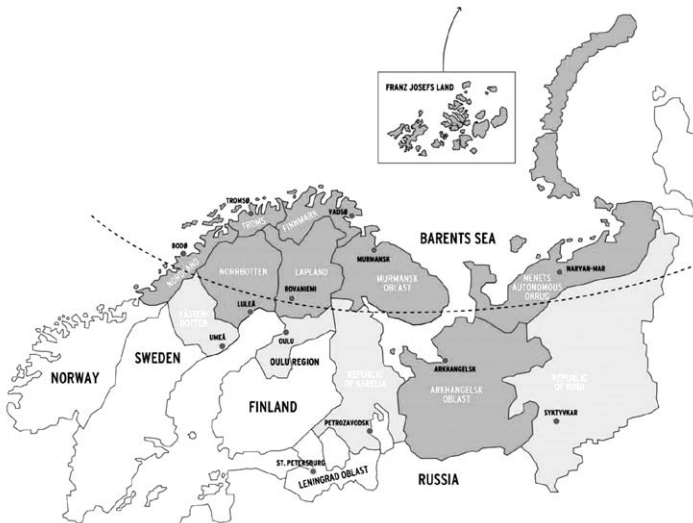 FRANZ JOSEFS LAND
TROMSØ
TROMS
FINNMARK
VADSØ
BODØ
NORDLAND
NORRBOTTEN
LAPLAND
MURMANSK
MURMANSK
OBLAST
BARENTS SEA
NARYAN-MAR
NENETS
AUTONOMOUS
OKRUG
ROVANIEMI
LULEÅ
VÄSTER-
BOTTEN
UMEÅ
OULU
OULU REGION
SWEDEN
NORWAY
FINLAND
REPUBLIC
OF KARELIA
ARKHANGELSK
ARKHANGELSK
OBLAST
REPUBLIC
OF KOMI
SYKTYVKAR
PETROZAVODSK
ST. PETERSBURG
LENINGRAD OBLAST
RUSSIA